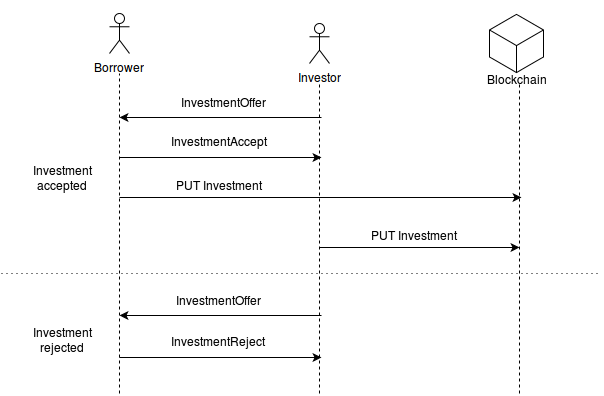 Borrower
Investor
Blockchain
InvestmentOffer
InvestmentAccept
Investment
accepted
PUT Investment
PUT Investment
InvestmentOffer
Investment
rejected
InvestmentReject